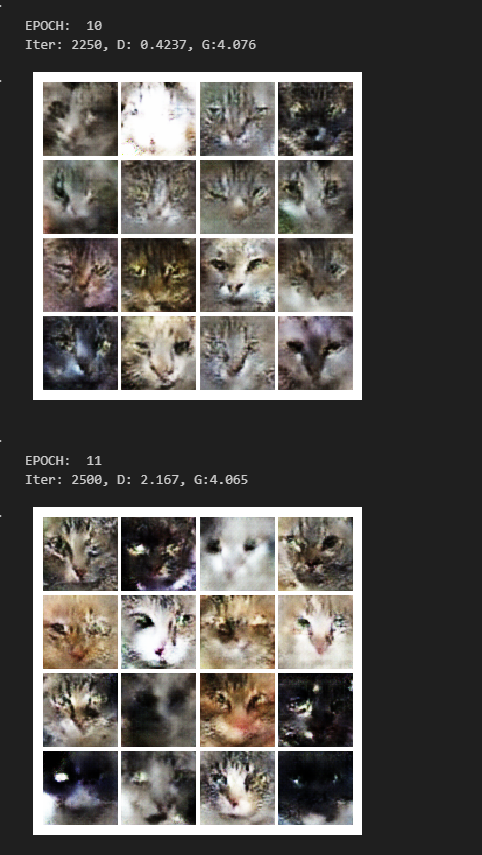 EPOCH:  10
Iter: 2250, D: 0.4237, G:4.076
EPOCH:  11
Iter: 2500, D: 2.167, G:4.065